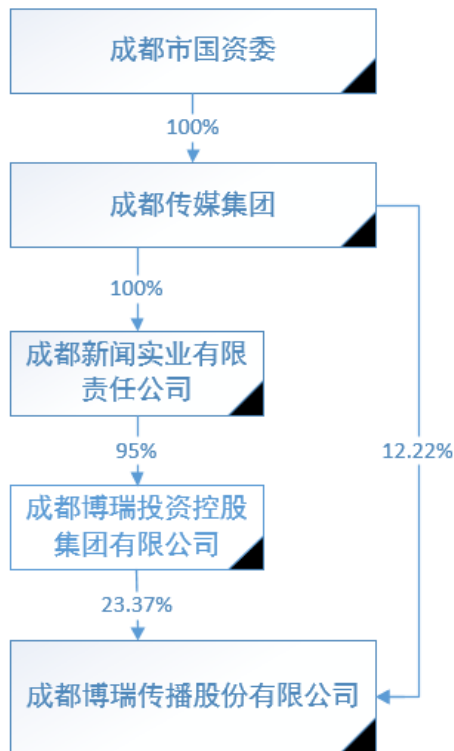 成都市国资委
100%
成都传媒集团
100%
成都新闻实业有限
责任公司
95%
12.22%
成都博瑞投资控股
集团有限公司
23.37%
成都博瑞传播股份有限公司